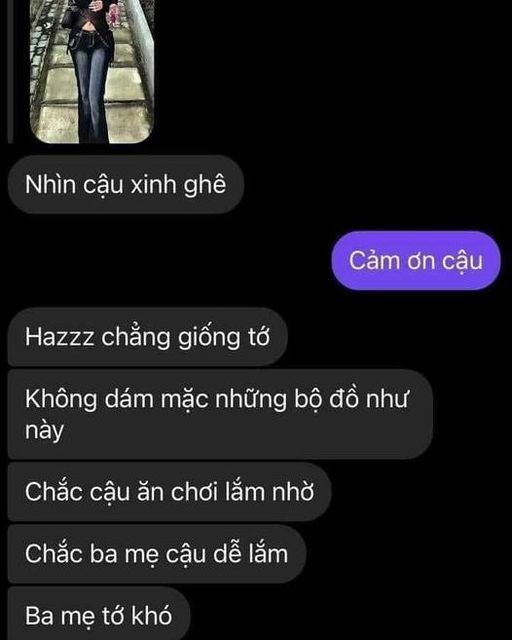 Nhìn cậu xinh ghê
Cảm ơn cậu
Hazzz chẳng giống tớ
Không dám mặc những bộ đồ như
này
Chắc cậu ăn chơi lắm nhờ
Chắc ba mẹ cậu dễ lắm
Ba mẹ tớ khó